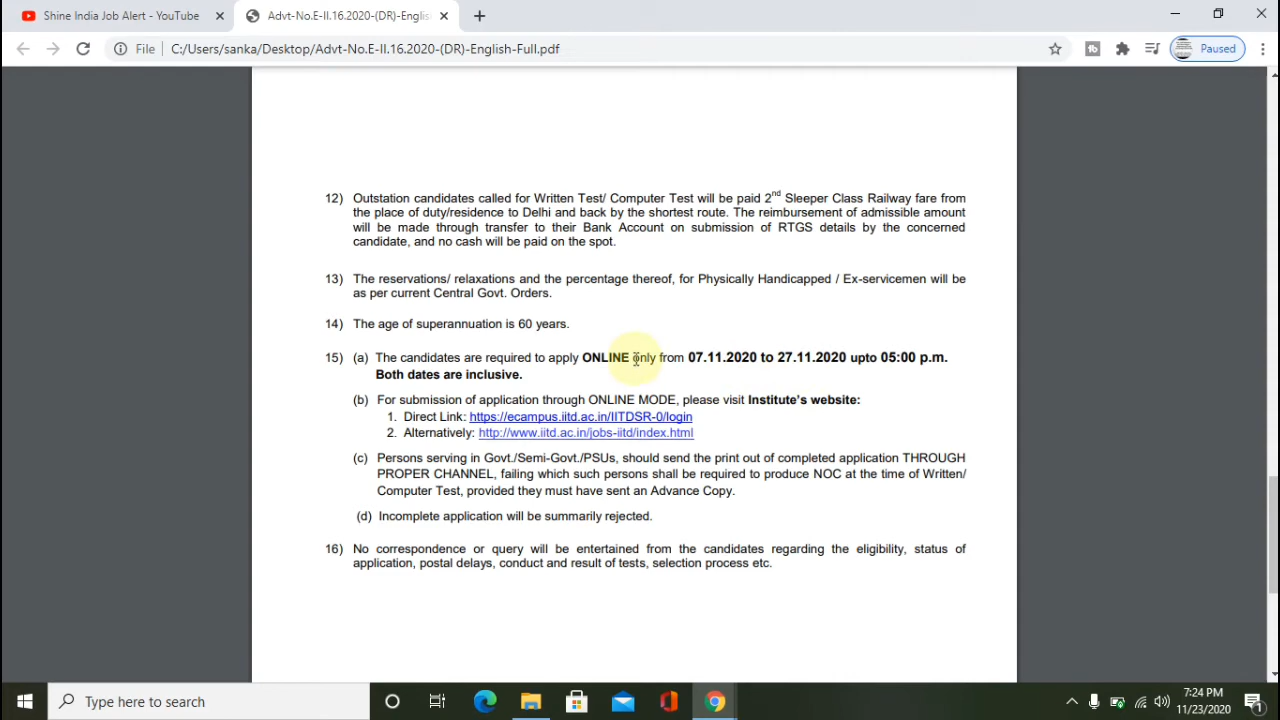 Shine India Job Alert - YouTube
Advt-No.E-II.16.2020-(DR)-English
File
C:/Users/sanka/Desktop/Advt-No.E-II.16.2020-(DR)-English-Full.pdf
Paused
12) Outstation candidates called for Written Test/ Computer Test will be paid 2nd Sleeper Class Railway fare from
the place of duty/residence to Delhi and back by the shortest route. The reimbursement of admissible amount
will be made through transfer to their Bank Account on submission of RTGS details by the concerned
candidate, and no cash will be paid on the spot.
13) The reservations/ relaxations and the percentage thereof, for Physically Handicapped / Ex-servicemen will be
as per current Central Govt. Orders.
14) The age of superannuation is 60 years.
15) (a) The candidates are required to apply ONLINE only from 07.11.2020 to 27.11.2020 upto 05:00 p.m.
Both dates are inclusive.
(b) For submission of application through ONLINE MODE, please visit Institute's website:
1. Direct Link: https://ecampus.iitd.ac.in/IITDSR-0/login
2. Alternatively: http://www.iitd.ac.in/jobs-iitd/index.html
(c) Persons serving in Govt./Semi-Govt./PSUs, should send the print out of completed application THROUGH
PROPER CHANNEL, failing which such persons shall be required to produce NOC at the time of Written/
Computer Test, provided they must have sent an Advance Copy.
(d) Incomplete application will be summarily rejected.
16) No correspondence or query will be entertained from the candidates regarding the eligibility, status of
application, postal delays, conduct and result of tests, selection process etc.
Type here to search
7:24 PM
11/23/2020
1